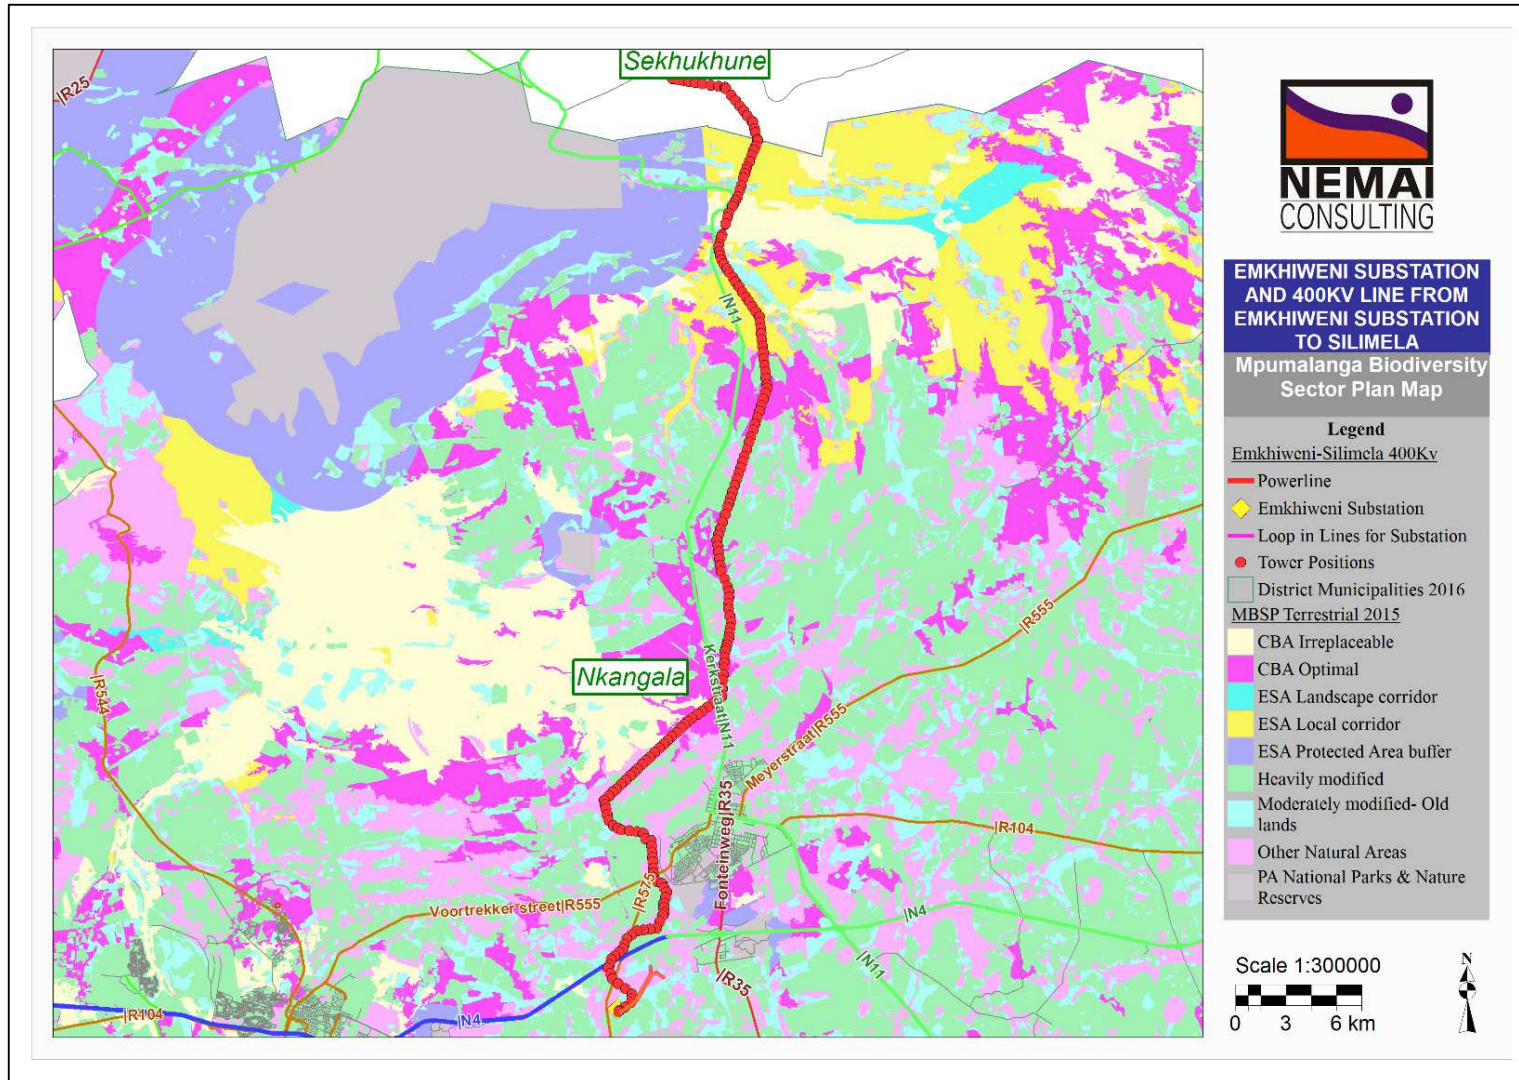 Sekhukhune
|R25
|N11
Nkangala
Kerkstraat|N11
|R555
Meyerstraat|R555
|R544
Fonteinweg|R35
|R104
Voortrekker street|R555
|R575
|N4
|N11
|R35
|R104
|N4
NEMAI
CONSULTING
EMKHIWENI SUBSTATION
AND 400KV LINE FROM
EMKHIWENI SUBSTATION
TO SILIMELA
Mpumalanga Biodiversity
Sector Plan Map
Legend
Emkhiweni-Silimela 400Kv
Powerline
Emkhiweni Substation
Loop in Lines for Substation
Tower Positions
District Municipalities 2016
MBSP Terrestrial 2015
CBA Irreplaceable
CBA Optimal
ESA Landscape corridor
ESA Local corridor
ESA Protected Area buffer
Heavily modified
Moderately modified- Old
lands
Other Natural Areas
PA National Parks & Nature
Reserves
Scale 1:300000
0 3 6 km
N